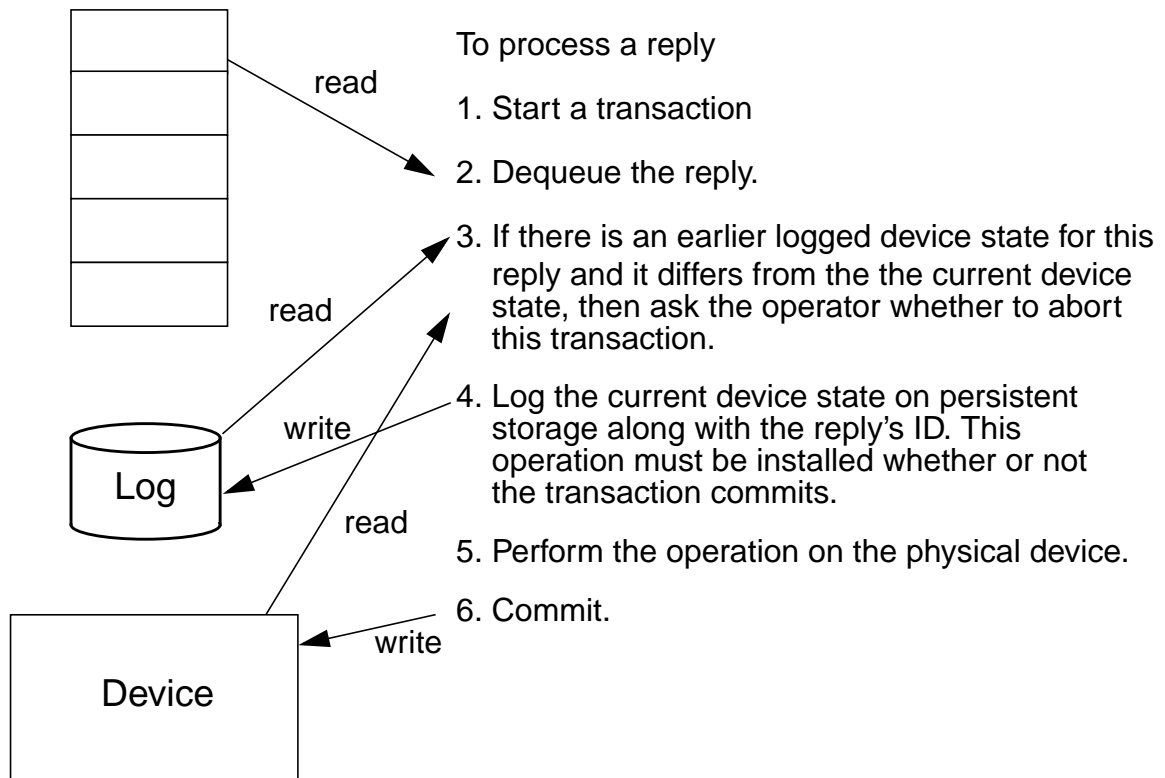 To process a reply
read
1. Start a transaction
2. Dequeue the reply.
3. If there is an earlier logged device state for this
reply and it differs from the the current device
state, then ask the operator whether to abort
this transaction.
read
4. Log the current device state on persistent
storage along with the reply’s ID. This
operation must be installed whether or not
the transaction commits.
write
Log
read
5. Perform the operation on the physical device.
6. Commit.
write
Device